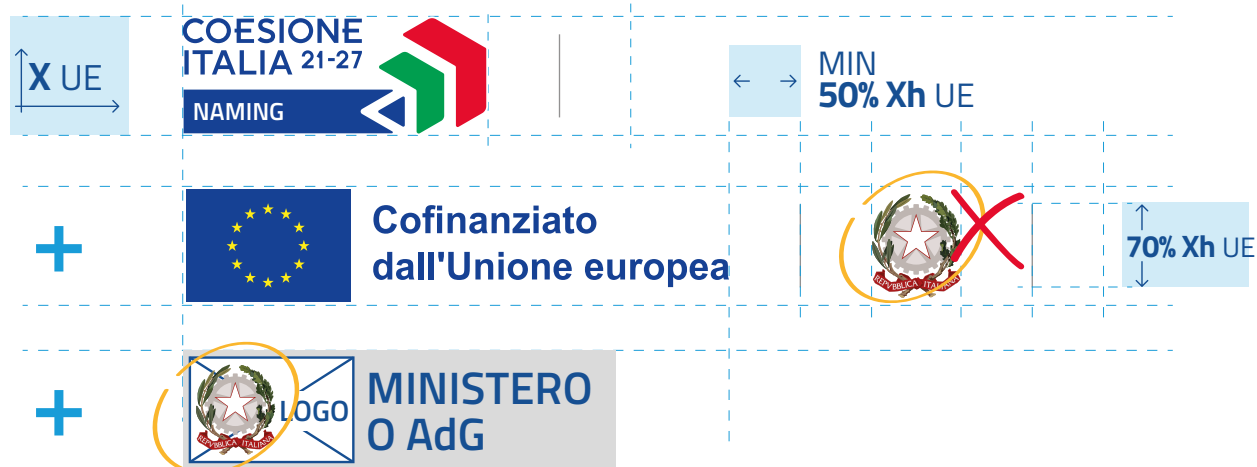 X UE
COESIONE
ITALIA 21-27
NAMING
MIN
50% Xh UE
+
Cofinanziato
dall'Unione europea
REPVBBLICA ITALIANA
70% Xh UE
+
REPVBBLICA ITALIANA
LOGO
MINISTERO
O AdG